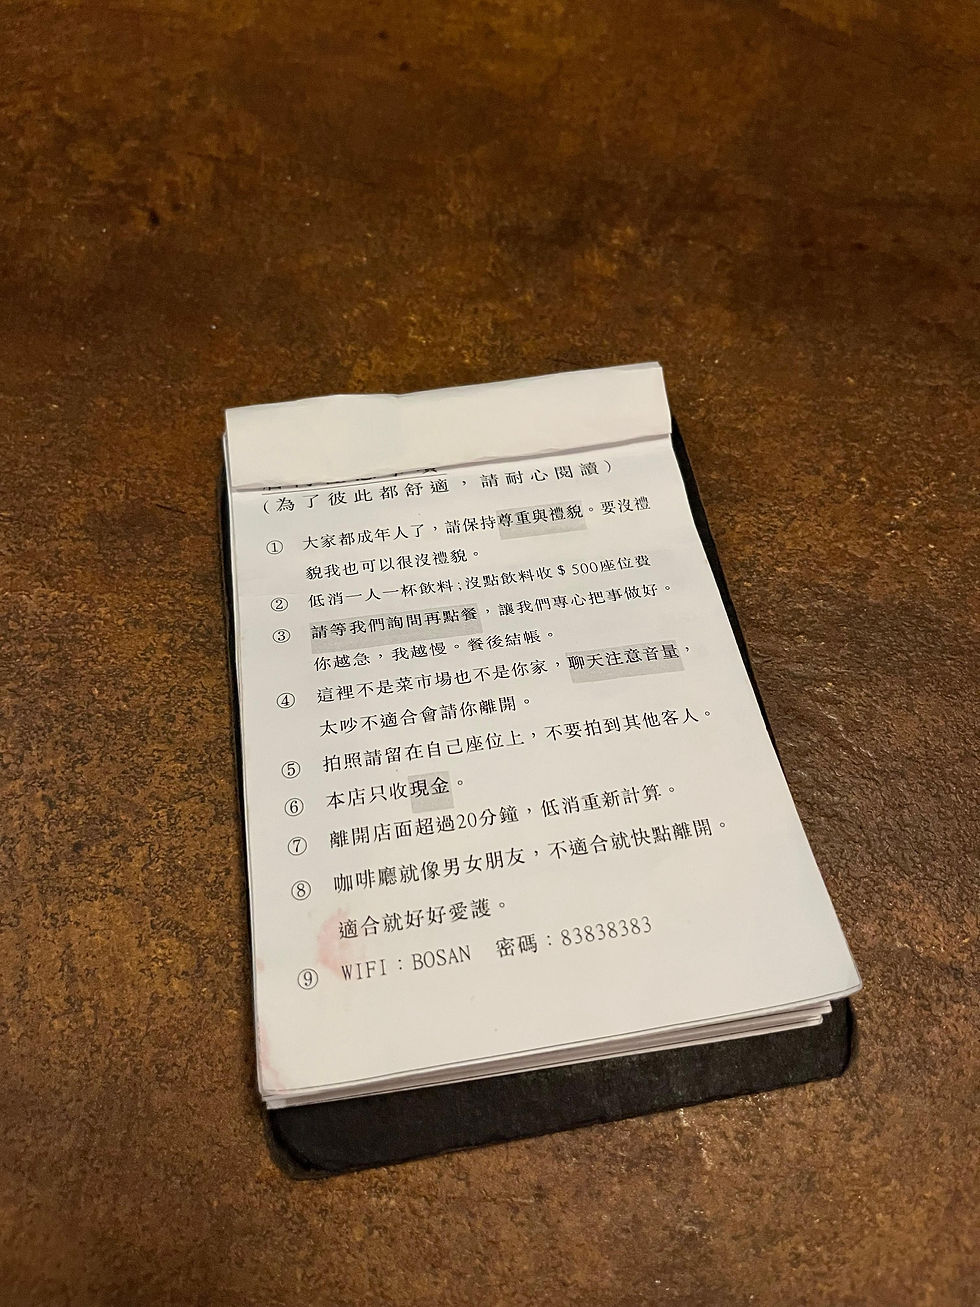 (為了彼此都舒適，請耐心閱讀)
① 大家都成年人了，請保持尊重與禮貌。要沒禮
貌我也可以很沒禮貌。
② 低消一人一杯飲料;沒點飲料收＄500座位費
③ 請等我們詢問再點餐，讓我們專心把事做好。
你越急，我越慢。餐後結帳。
④ 這裡不是菜市場也不是你家，聊天注意音量，
太吵不適合會請你離開。
⑤ 拍照請留在自己座位上，不要拍到其他客人。
⑥ 本店只收現金。
⑦ 離開店面超過20分鐘，低消重新計算。
⑧ 咖啡廳就像男女朋友，不適合就快點離開。
適合就好好愛護。
⑨ WIFI：BOSAN 密碼：83838383